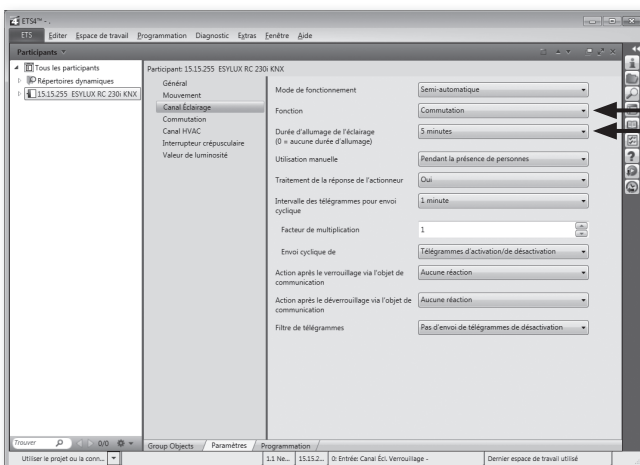 ETS4™ - .
ETS Editer Espace de travail Programmation Diagnostic Extras Fenêtre Aide
Participants
Tous les participants
Répertoires dynamiques
15.15.255 ESYLUX RC 230i KNX
Participant: 15.15.255 ESYLUX RC 230i KNX
Général
Mouvement
Canal Éclairage
Commutation
Canal HVAC
Interrupteur crépusculaire
Valeur de luminosité
Mode de fonctionnement Semi-automatique
Fonction Commutation
Durée d'allumage de l'éclairage 5 minutes
(0 = aucune durée d'allumage)
Utilisation manuelle Pendant la présence de personnes
Traitement de la réponse de l'actionneur Oui
Intervalle des télégrammes pour envoi 1 minute
cyclique
Facteur de multiplication 1
Envoi cyclique de Télégrammes d'activation/de désactivation
Action après le verrouillage via l'objet de Aucune réaction
communication
Action après le déverrouillage via l'objet de Aucune réaction
communication
Filtre de télégrammes Pas d'envoi de télégrammes de désactivation
Trouver 0/0
Group Objects Paramètres Programmation
Utiliser le projet ou la conn... 1.1 Ne... 15.15.2... 0: Entrée: Canal Écl. Verrouillage - Dernier espace de travail utilisé